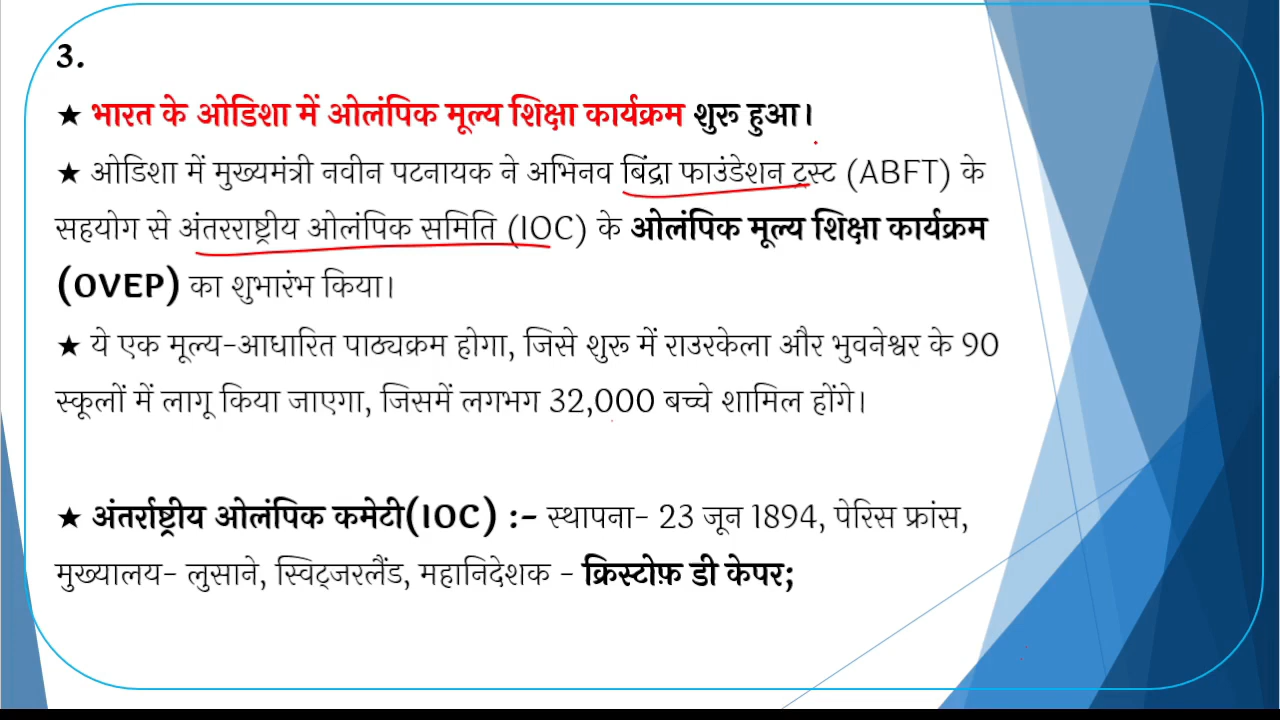 3.
★ भारत के ओडिशा में ओलंपिक मूल्य शिक्षा कार्यक्रम शुरू हुआ।
★ ओडिशा में मुख्यमंत्री नवीन पटनायक ने अभिनव बिंद्रा फाउंडेशन ट्रस्ट (ABFT) के
सहयोग से अंतरराष्ट्रीय ओलंपिक समिति (IOC) के ओलंपिक मूल्य शिक्षा कार्यक्रम
(OVEP) का शुभारंभ किया।
★ ये एक मूल्य-आधारित पाठ्यक्रम होगा, जिसे शुरू में राउरकेला और भुवनेश्वर के 90
स्कूलों में लागू किया जाएगा, जिसमें लगभग 32,000 बच्चे शामिल होंगे।
★ अंतर्राष्ट्रीय ओलंपिक कमेटी(IOC) :- स्थापना- 23 जून 1894, पेरिस फ्रांस,
मुख्यालय- लुसाने, स्विट्जरलैंड, महानिदेशक - क्रिस्टोफ़ डी केपर;